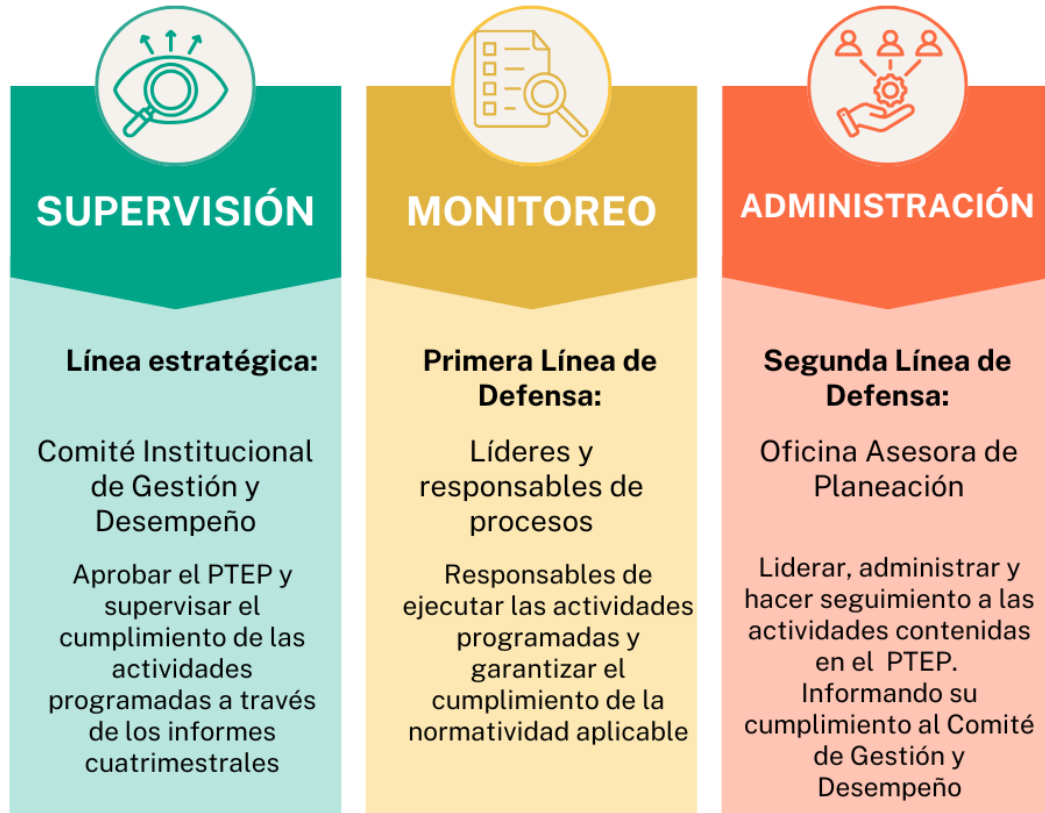 SUPERVISIÓN
Línea estratégica:
Comité Institucional
de Gestión y
Desempeño
Aprobar el PTEP y
supervisar el
cumplimiento de las
actividades
programadas a través
de los informes
cuatrimestrales
MONITOREO
Primera Línea de
Defensa:
Líderes y
responsables de
procesos
Responsables de
ejecutar las actividades
programadas y
garantizar el
cumplimiento de la
normatividad aplicable
ADMINISTRACIÓN
Segunda Línea de
Defensa:
Oficina Asesora de
Planeación
Liderar, administrar y
hacer seguimiento a las
actividades contenidas
en el PTEP.
Informando su
cumplimiento al Comité
de Gestión y
Desempeño